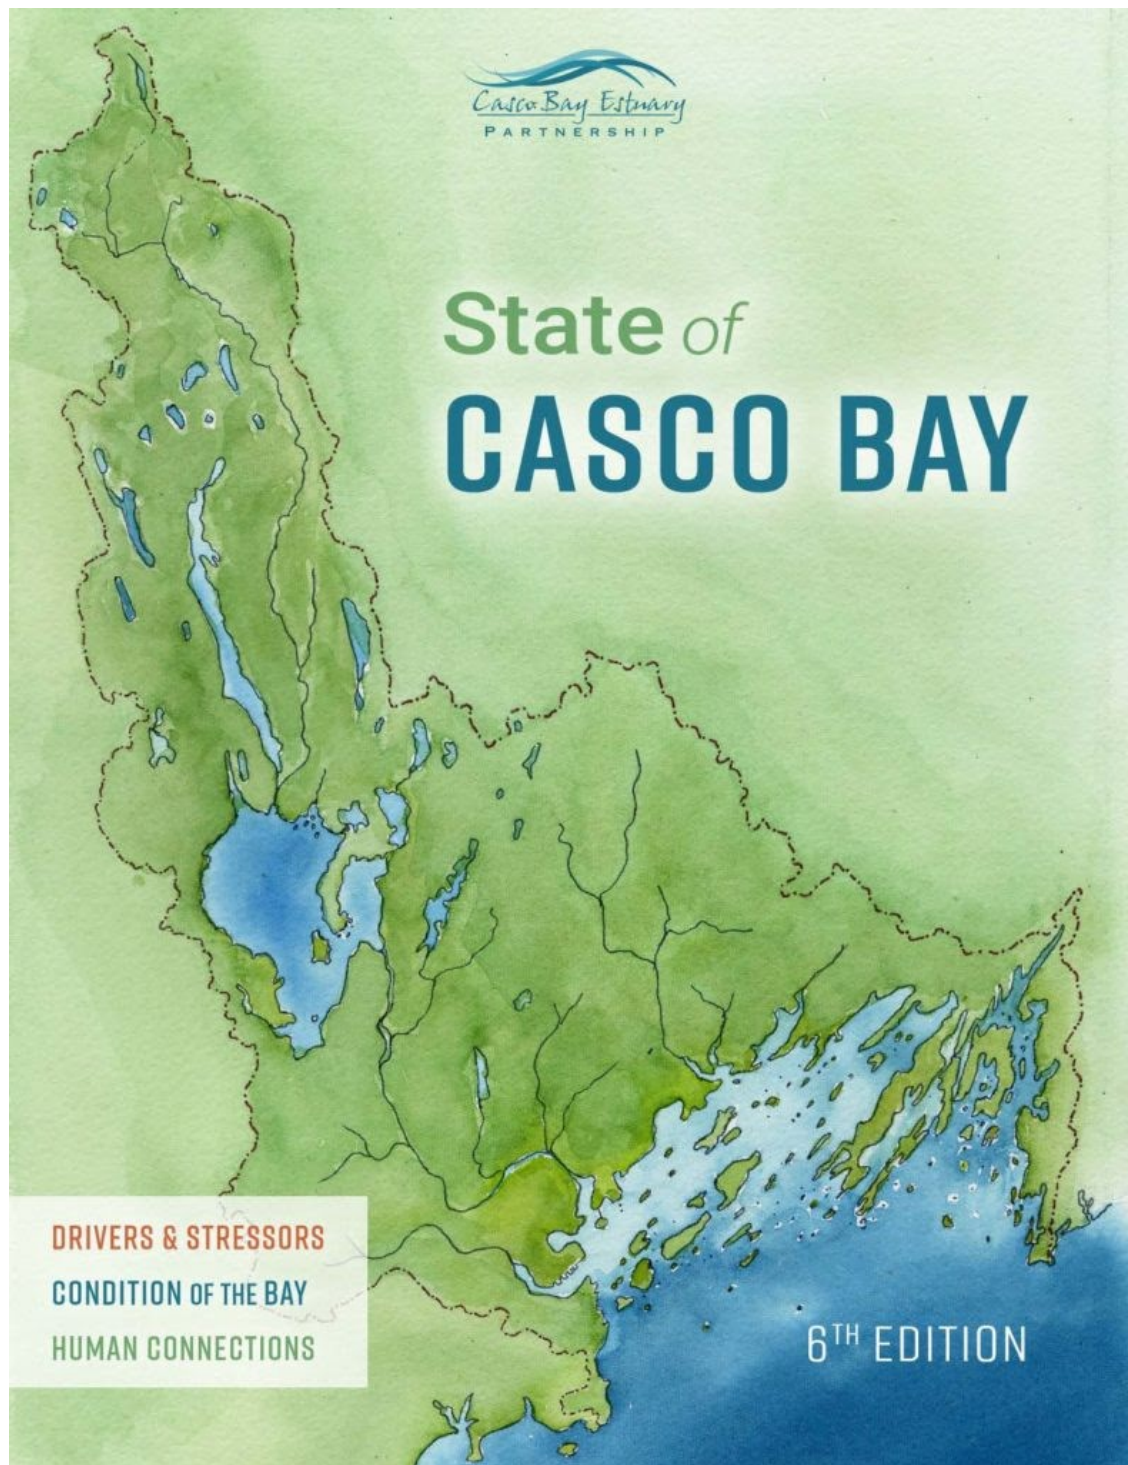 Casco Bay Estuary
PARTNERSHIP
State of
CASCO BAY
DRIVERS & STRESSORS
CONDITION OF THE BAY
HUMAN CONNECTIONS
6TH EDITION